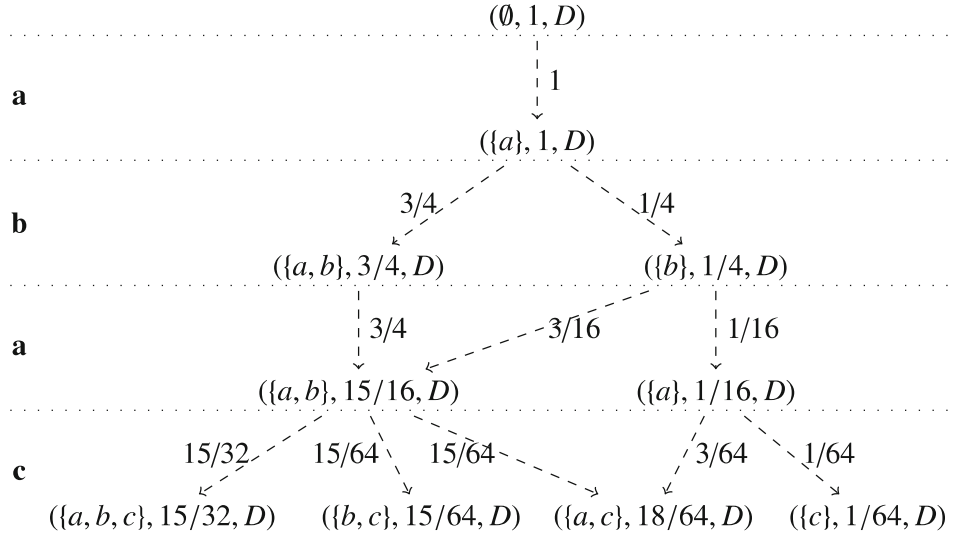 (∅, 1, D)
a
1
({a}, 1, D)
b
3/4
1/4
({a, b}, 3/4, D)
({b}, 1/4, D)
a
3/4
3/16
1/16
({a, b}, 15/16, D)
({a}, 1/16, D)
c
15/32
15/64
15/64
3/64
1/64
({a, b, c}, 15/32, D)
({b, c}, 15/64, D)
({a, c}, 18/64, D)
({c}, 1/64, D)